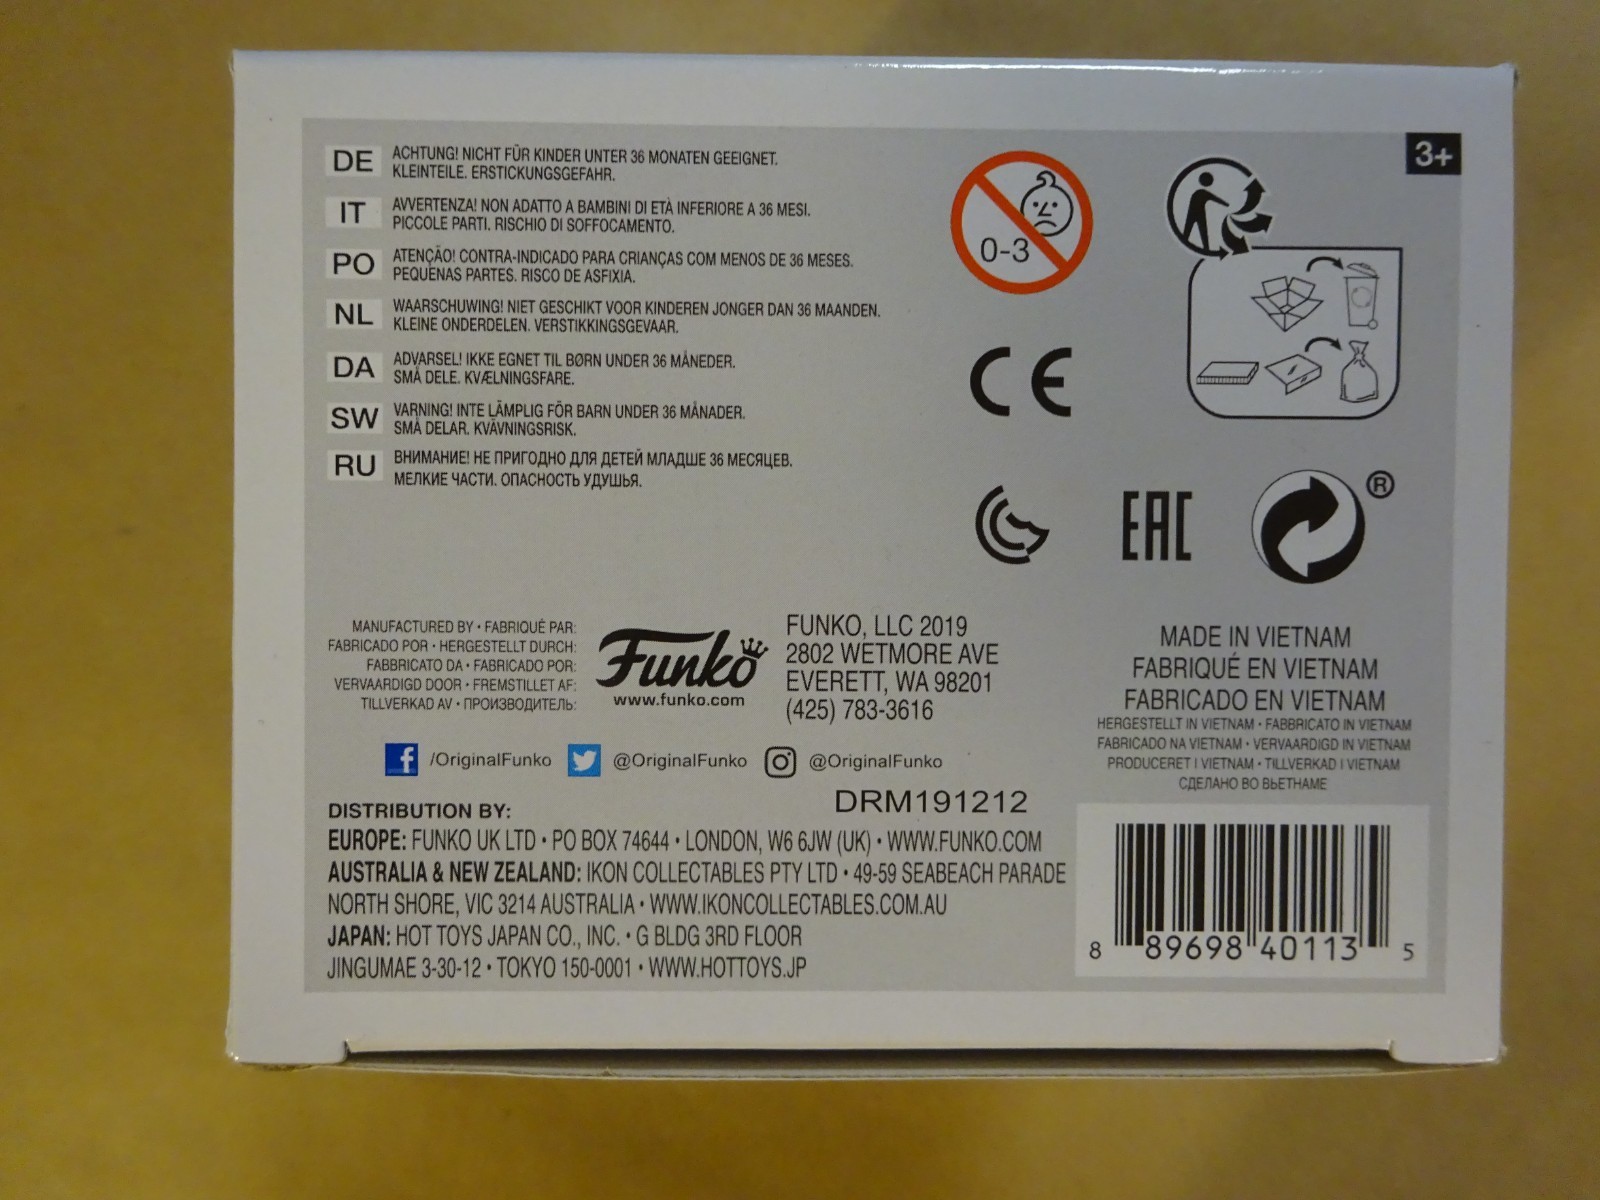 3+
DE
ACHTUNG! NICHT FÜR KINDER UNTER 36 MONATEN GEEIGNET.
KLEINTEILE. ERSTICKUNGSGEFAHR.
IT
AVVERTENZA! NON ADATTO A BAMBINI DI ETÀ INFERIORE A 36 MESI.
PICCOLE PARTI. RISCHIO DI SOFFOCAMENTO.
PO
ATENÇÃO! CONTRA-INDICADO PARA CRIANÇAS COM MENOS DE 36 MESES.
PEQUENAS PARTES. RISCO DE ASFIXIA.
NL
WAARSCHUWING! NIET GESCHIKT VOOR KINDEREN JONGER DAN 36 MAANDEN.
KLEINE ONDERDELEN. VERSTIKKINGSGEVAAR.
DA
ADVARSEL! IKKE EGNET TIL BØRN UNDER 36 MÅNEDER.
SMÅ DELE. KVÆLNINGSFARE.
SW
VARNING! INTE LÄMPLIG FÖR BARN UNDER 36 MÅNADER.
SMÅ DELAR. KVÄVNINGSRISK.
RU
ВНИМАНИЕ! НЕ ПРИГОДНО ДЛЯ ДЕТЕЙ МЛАДШЕ 36 МЕСЯЦЕВ.
МЕЛКИЕ ЧАСТИ. ОПАСНОСТЬ УДУШЬЯ.
0-3
CE
EAC
®
MANUFACTURED BY • FABRIQUÉ PAR:
FABRICADO POR • HERGESTELLT DURCH:
FABBRICATO DA • FABRICADO POR:
VERVAARDIGD DOOR • FREMSTILLET AF:
TILLVERKAD AV • ПРОИЗВОДИТЕЛЬ:
Funko
www.funko.com
FUNKO, LLC 2019
2802 WETMORE AVE
EVERETT, WA 98201
(425) 783-3616
MADE IN VIETNAM
FABRIQUÉ EN VIETNAM
FABRICADO EN VIETNAM
HERGESTELLT IN VIETNAM • FABBRICATO IN VIETNAM
FABRICADO NA VIETNAM • VERVAARDIGD IN VIETNAM
PRODUCERET I VIETNAM • TILLVERKAD I VIETNAM
СДЕЛАНО ВО ВЬЕТНАМЕ
f /OriginalFunko @OriginalFunko @OriginalFunko
DRM191212
DISTRIBUTION BY:
EUROPE: FUNKO UK LTD • PO BOX 74644 • LONDON, W6 6JW (UK) • WWW.FUNKO.COM
AUSTRALIA & NEW ZEALAND: IKON COLLECTABLES PTY LTD • 49-59 SEABEACH PARADE
NORTH SHORE, VIC 3214 AUSTRALIA • WWW.IKONCOLLECTABLES.COM.AU
JAPAN: HOT TOYS JAPAN CO., INC. • G BLDG 3RD FLOOR
JINGUMAE 3-30-12 • TOKYO 150-0001 • WWW.HOTTOYS.JP
8 89698 40113 5